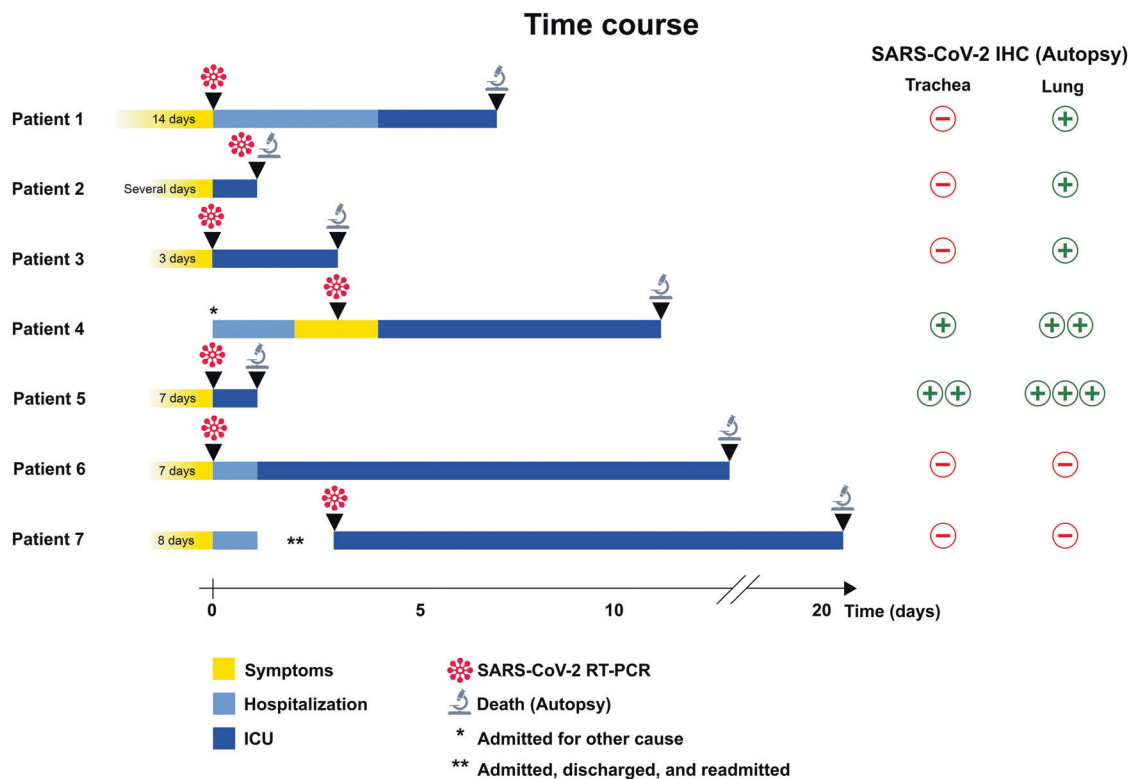 Time course
SARS-CoV-2 IHC (Autopsy)
Trachea Lung
Patient 1 14 days
Patient 2 Several days
Patient 3 3 days
Patient 4 *
Patient 5 7 days
Patient 6 7 days
Patient 7 8 days **
0 5 10 20 Time (days)
Symptoms
Hospitalization
ICU
SARS-CoV-2 RT-PCR
Death (Autopsy)
* Admitted for other cause
** Admitted, discharged, and readmitted